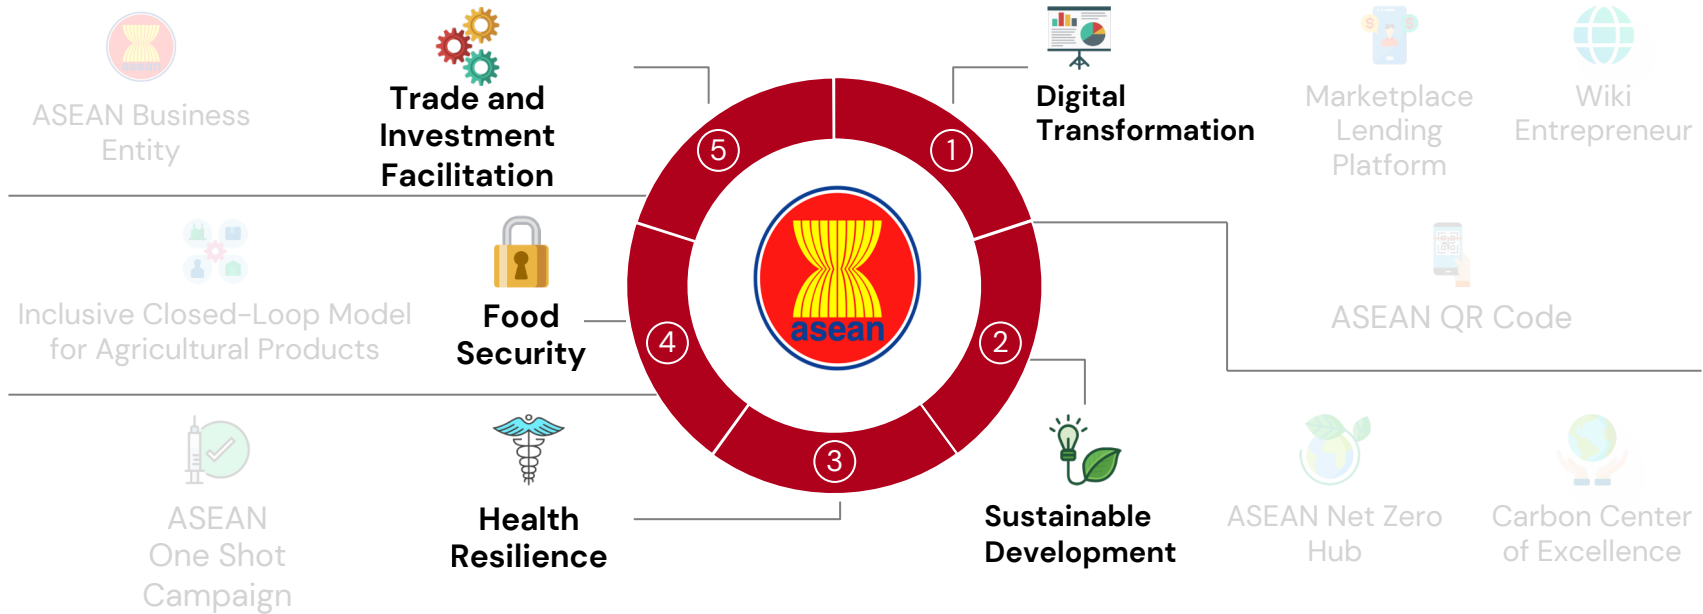 ASEAN Business
Entity
Trade and
Investment
Facilitation
5
1
Digital
Transformation
Marketplace
Lending
Platform
Wiki
Entrepreneur
Inclusive Closed-Loop Model
for Agricultural Products
Food
Security
4
asean
2
ASEAN QR Code
ASEAN
One Shot
Campaign
Health
Resilience
3
Sustainable
Development
ASEAN Net Zero
Hub
Carbon Center
of Excellence